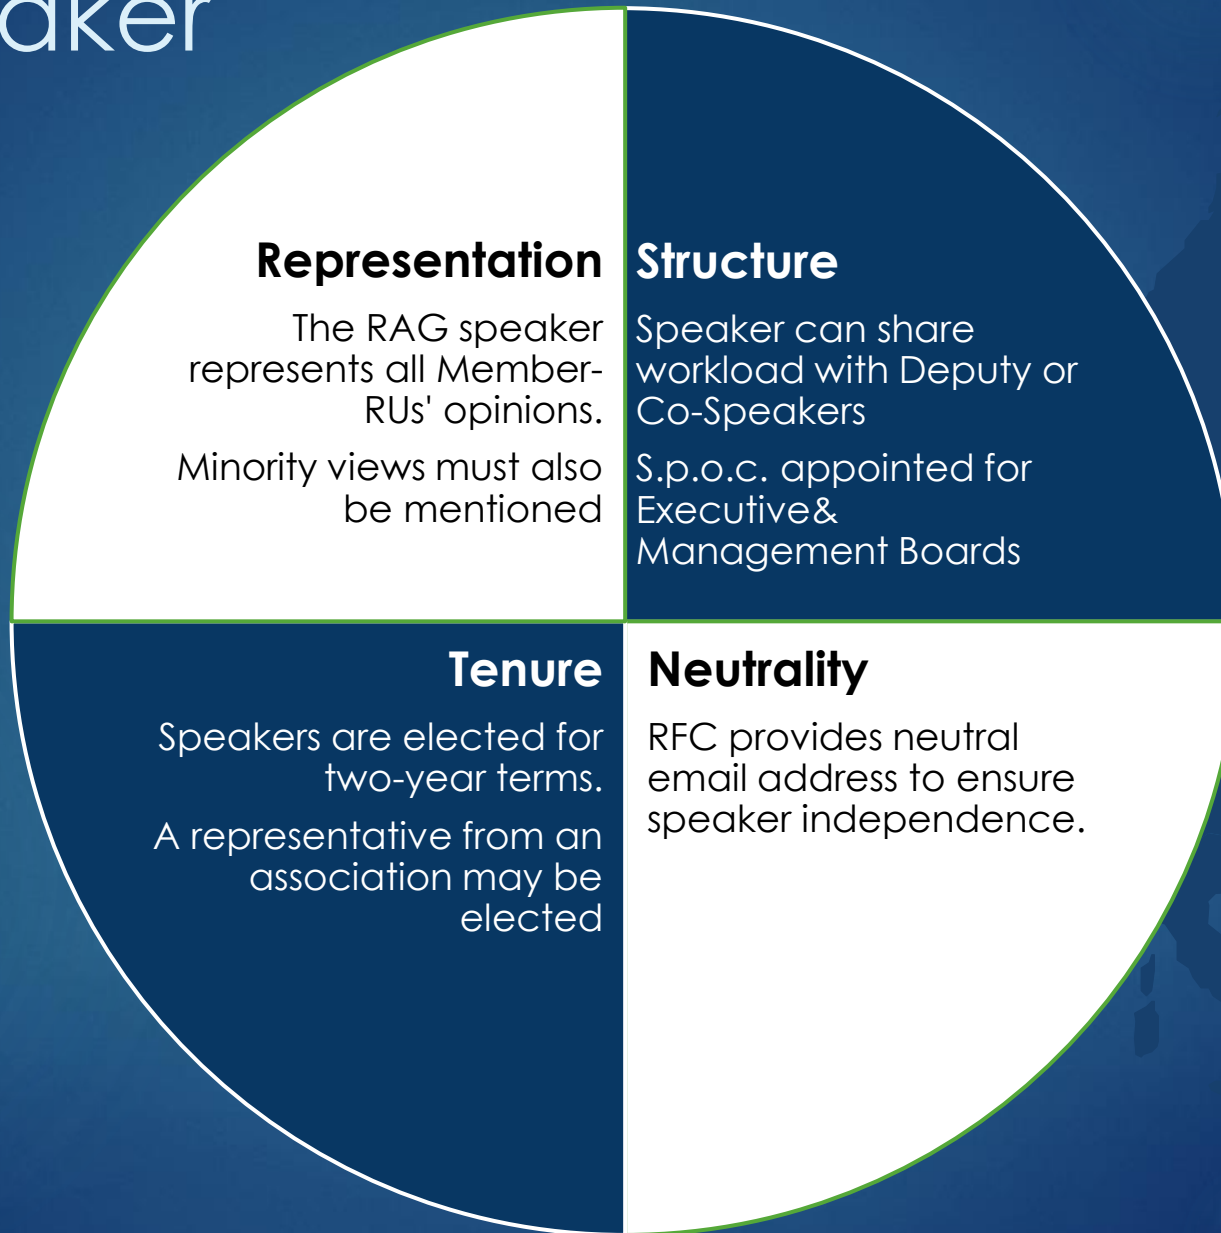 aker
Representation
The RAG speaker
represents all Member-
RUs' opinions.
Minority views must also
be mentioned
Structure
Speaker can share
workload with Deputy or
Co-Speakers
S.p.o.c. appointed for
Executive&
Management Boards
Tenure
Speakers are elected for
two-year terms.
A representative from an
association may be
elected
Neutrality
RFC provides neutral
email address to ensure
speaker independence.